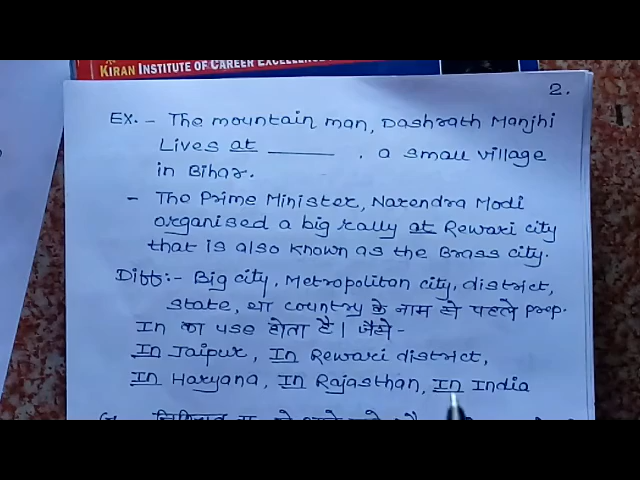 KIRAN INSTITUTE OF CAREER EXCELLENCE
2.
Ex. - The mountain man, Dashrath Manjhi
Lives at ______ . a small village
in Bihar.
- The Prime Minister, Narendra Modi
organised a big rally at Rewari city
that is also known as the Brass city.
Diff:- Big city, Metropolitan city, district,
state, या country के नाम से पहले prep.
In का use होता है। जैसे -
In Jaipur, In Rewari district,
In Haryana, In Rajasthan, In India